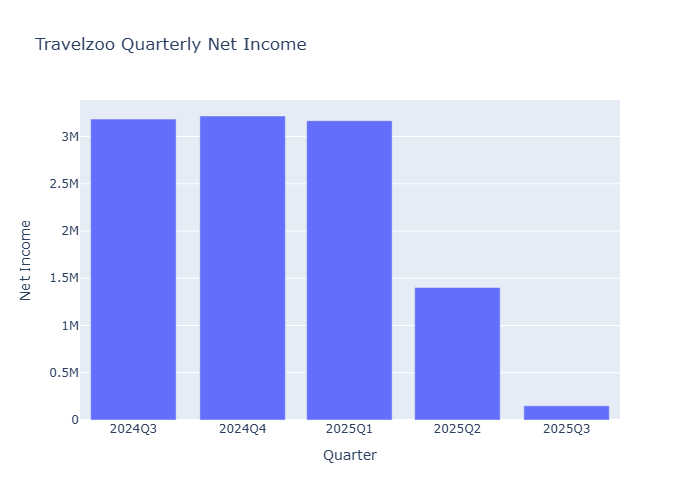 Travelzoo Quarterly Net Income
Net Income
3M
2.5M
2M
1.5M
1M
0.5M
0
2024Q3 2024Q4 2025Q1 2025Q2 2025Q3
Quarter